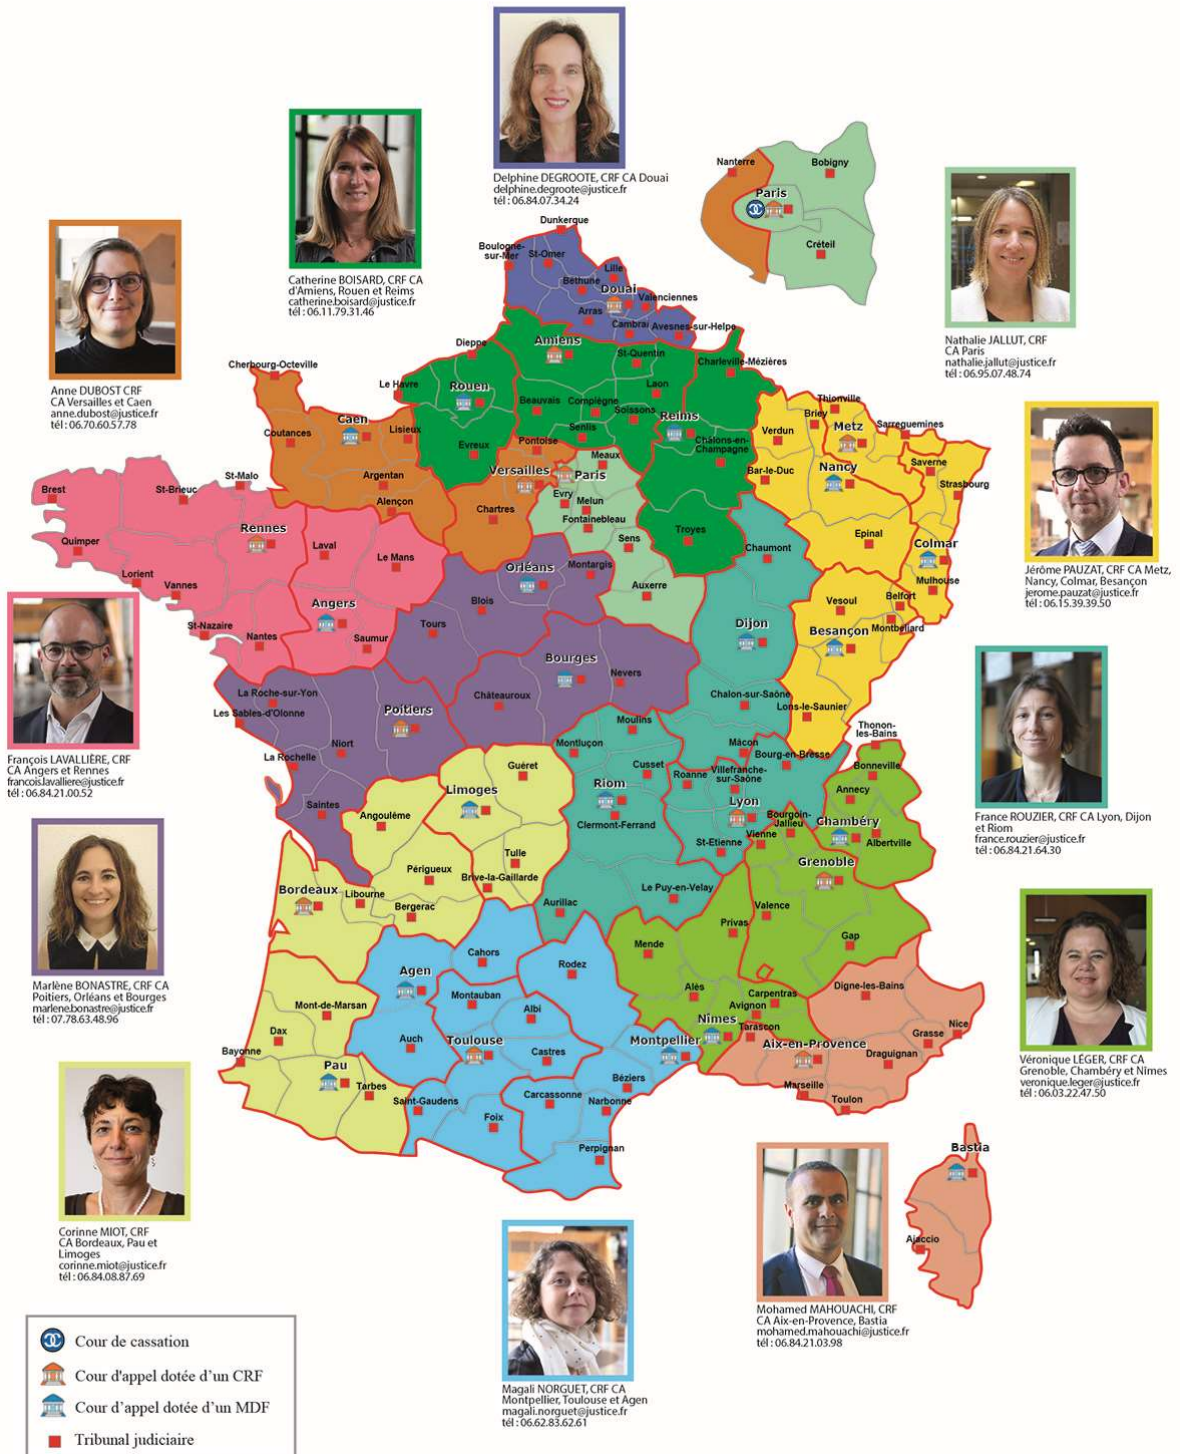 Delphine DEGROOTE, CRF CA Douai
delphine.degroote@justice.fr
tél : 06.84.07.34.24
Catherine BOISARD, CRF CA
d'Amiens, Rouen et Reims
catherine.boisard@justice.fr
tél : 06.11.79.31.46
Anne DUBOST CRF
CA Versailles et Caen
anne.dubost@justice.fr
tél : 06.70.60.57.78
Nanterre
Bobigny
Paris
Créteil
Nathalie JALLUT, CRF
CA Paris
nathalie.jallut@justice.fr
tél : 06.95.07.48.74
Dunkerque
Boulogne-
sur-Mer
St-Omer
Lille
Béthune
Douai
Valenciennes
Arras
Cambrai
Avesnes-sur-Helpe
Amiens
Dieppe
St-Quentin
Charleville-Mézières
Cherbourg-Octeville
Le Havre
Rouen
Laon
Beauvais
Compiègne
Soissons
Reims
Thionville
Briey
Metz
Sarreguemines
Caen
Coutances
Lisieux
Evreux
Senlis
Châlons-en-
Champagne
Verdun
Pontoise
Meaux
Bar-le-Duc
Nancy
Saverne
Strasbourg
St-Malo
Argentan
Versailles
Paris
Brest
St-Brieuc
Alençon
Evry
Melun
Chartres
Fontainebleau
Rennes
Troyes
Epinal
Quimper
Laval
Le Mans
Sens
Chaumont
Colmar
Orléans
Montargis
Lorient
Vannes
Auxerre
Mulhouse
Angers
Blois
Vesoul
Belfort
St-Nazaire
Tours
Dijon
Besançon
Montbéliard
Nantes
Saumur
Bourges
Nevers
La Roche-sur-Yon
Châteauroux
Chalon-sur-Saône
Les Sables-d'Olonne
Poitiers
Lons-le-Saunier
Moulins
Thonon-
les-Bains
La Rochelle
Niort
Montluçon
Mâcon
Bourg-en-Bresse
Guéret
Cusset
Roanne
Villefranche-
sur-Saône
Bonneville
Limoges
Riom
Annecy
Saintes
Angoulême
Lyon
Clermont-Ferrand
Bourgoin-
Jallieu
Chambéry
St-Etienne
Vienne
Albertville
Tulle
Grenoble
Périgueux
Brive-la-Gaillarde
Bordeaux
Libourne
Le Puy-en-Velay
Bergerac
Aurillac
Valence
Privas
Cahors
Mende
Gap
Agen
Rodez
Mont-de-Marsan
Montauban
Alès
Digne-les-Bains
Albi
Avignon
Carpentras
Dax
Auch
Nîmes
Nice
Toulouse
Montpellier
Tarascon
Grasse
Bayonne
Castres
Aix-en-Provence
Draguignan
Pau
Béziers
Marseille
Tarbes
Saint-Gaudens
Carcassonne
Narbonne
Toulon
Foix
Perpignan
Bastia
Ajaccio
Jérôme PAUZAT, CRF CA Metz,
Nancy, Colmar, Besançon
jerome.pauzat@justice.fr
tél : 06.15.39.39.50
François LAVALLIÈRE, CRF
CA Angers et Rennes
francois.lavalliere@justice.fr
tél : 06.84.21.00.52
France ROUZIER, CRF CA Lyon, Dijon
et Riom
france.rouzier@justice.fr
tél : 06.84.21.64.30
Marlène BONASTRE, CRF CA
Poitiers, Orléans et Bourges
marlene.bonastre@justice.fr
tél : 07.78.63.48.96
Véronique LÉGER, CRF CA
Grenoble, Chambéry et Nîmes
veronique.leger@justice.fr
tél : 06.03.22.47.50
Corinne MIOT, CRF
CA Bordeaux, Pau et
Limoges
corinne.miot@justice.fr
tél : 06.84.08.87.69
Mohamed MAHOUACHI, CRF
CA Aix-en-Provence, Bastia
mohamed.mahouachi@justice.fr
tél : 06.84.21.03.98
Magali NORGUET, CRF CA
Montpellier, Toulouse et Agen
magali.norguet@justice.fr
tél : 06.62.83.62.61
Cour de cassation
Cour d'appel dotée d'un CRF
Cour d'appel dotée d'un MDF
Tribunal judiciaire